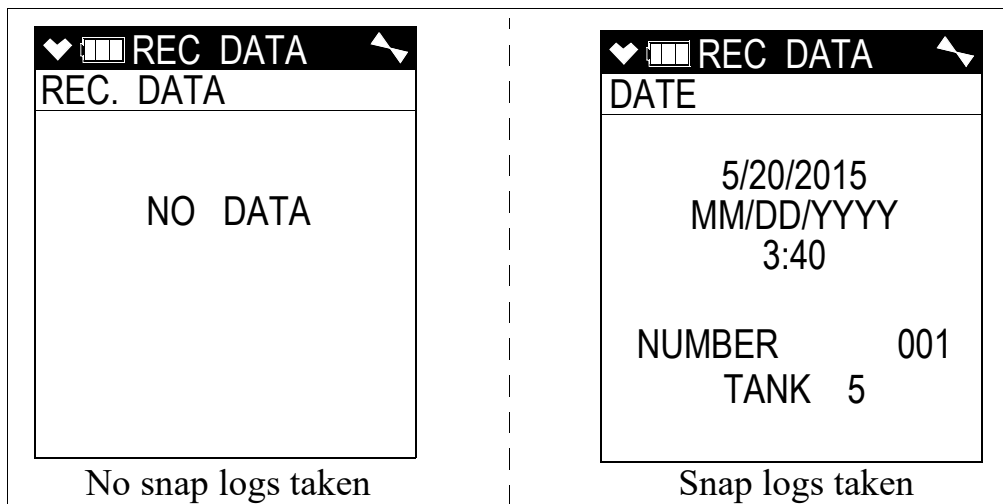 REC DATA
REC. DATA
NO DATA
No snap logs taken
REC DATA
DATE
5/20/2015
MM/DD/YYYY
3:40
NUMBER 001
TANK 5
Snap logs taken